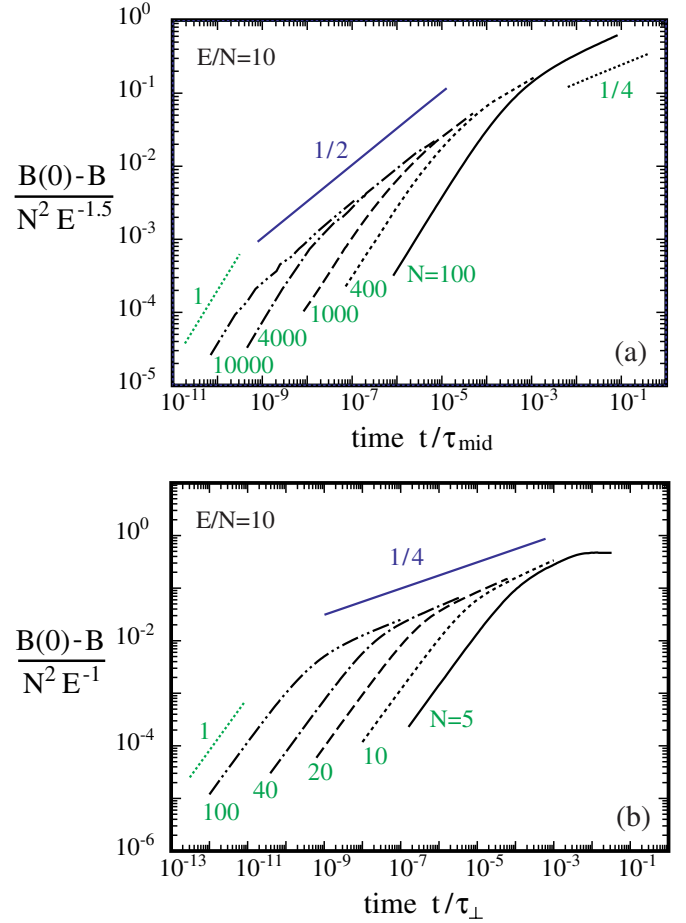 10^0
10^-1
10^-2
10^-3
10^-4
10^-5
E/N=10
1/2
1/4
1
B(0)-B
N^2 E^-1.5
N=100
400
1000
4000
10000
(a)
10^-11 10^-9 10^-7 10^-5 10^-3 10^-1
time t/τ_mid
10^0
10^-2
10^-4
10^-6
E/N=10
1/4
1
B(0)-B
N^2 E^-1
N=5
10
20
40
100
(b)
10^-13 10^-11 10^-9 10^-7 10^-5 10^-3 10^-1
time t/τ_⊥